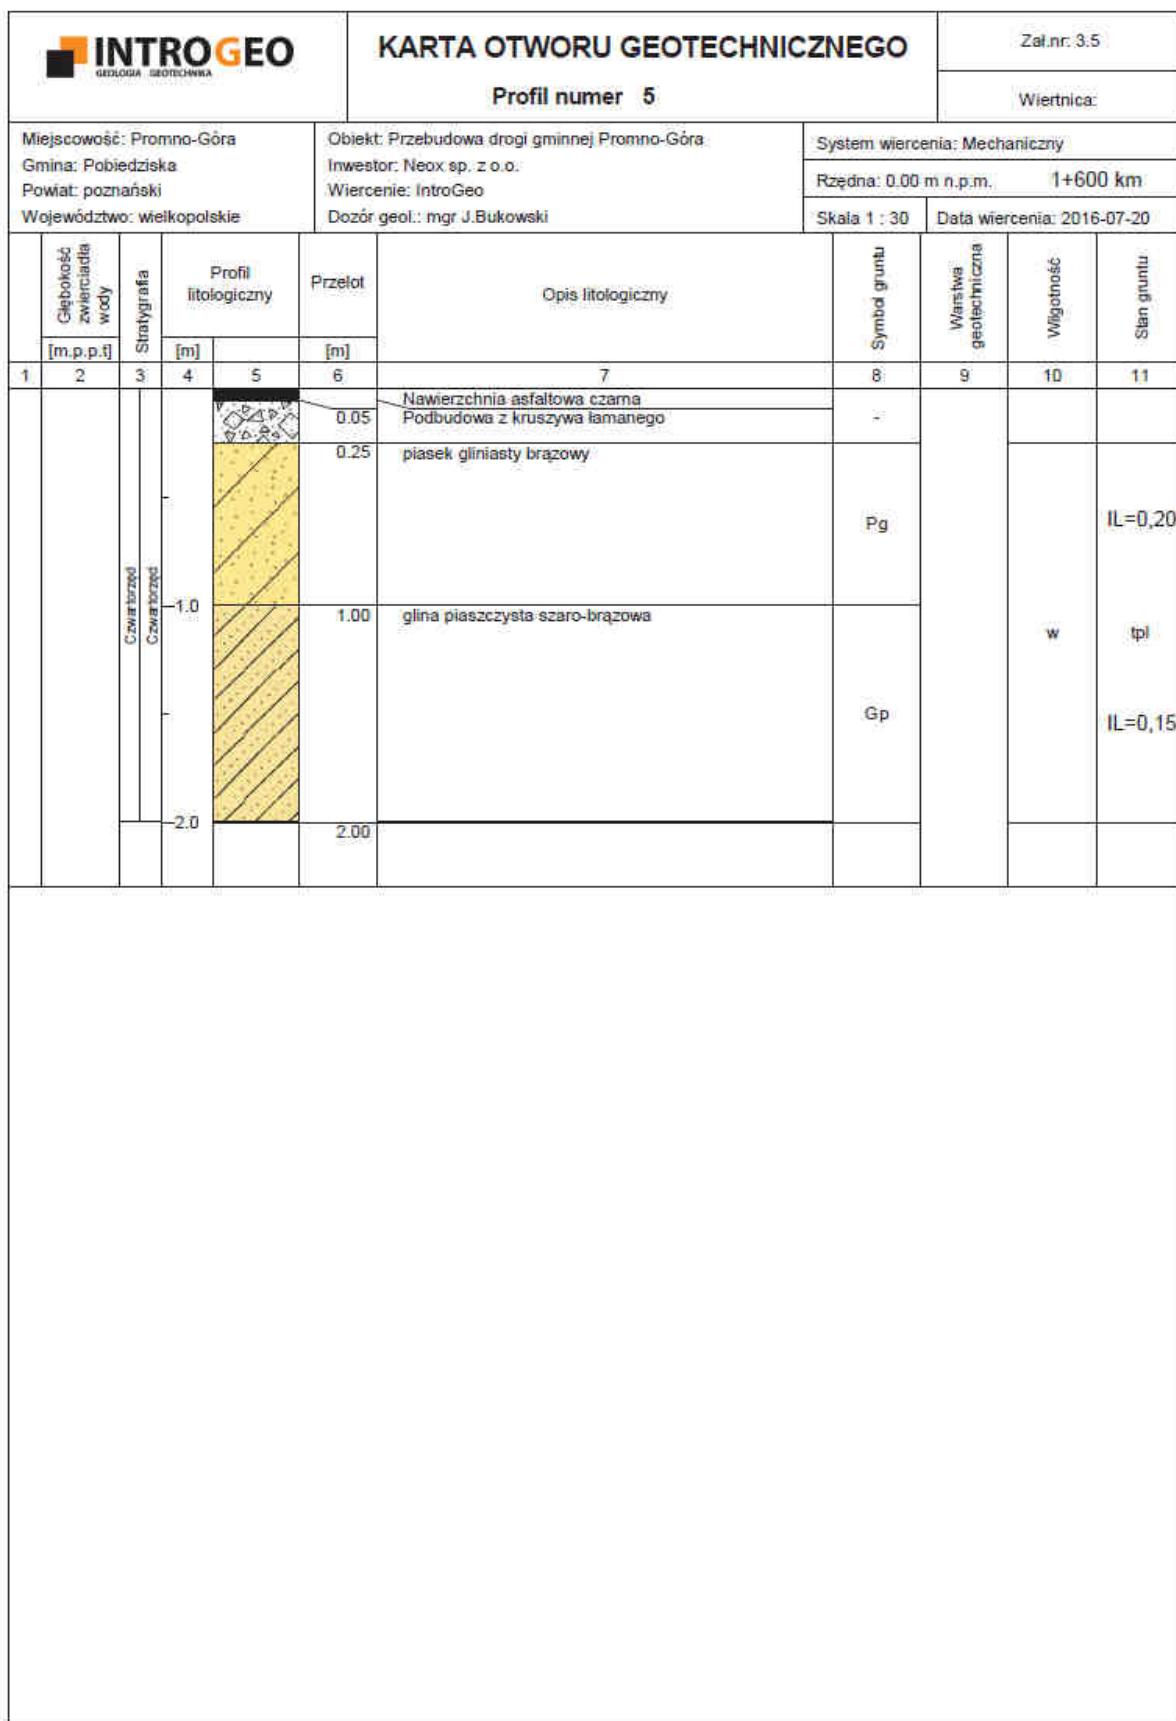 INTROGEO
GEOLOGIA GEOTECHNIKA
KARTA OTWORU GEOTECHNICZNEGO
Profil numer 5
Zał.nr: 3.5
Wiertnica:
Miejscowość: Promno-Góra
Gmina: Pobiedziska
Powiat: poznański
Województwo: wielkopolskie
Obiekt: Przebudowa drogi gminnej Promno-Góra
Inwestor: Neox sp. z o.o.
Wiercenie: IntroGeo
Dozór geol.: mgr J.Bukowski
System wiercenia: Mechaniczny
Rzędna: 0.00 m n.p.m. 1+600 km
Skala 1 : 30 Data wiercenia: 2016-07-20
Głębokość
zwierciadła
wody
[m.p.p.t]
Stratygrafia
Profil
litologiczny
[m]
Przelot
[m]
Opis litologiczny
Symbol gruntu
Warstwa
geotechniczna
Wilgotność
Stan gruntu
1 2 3 4 5 6 7 8 9 10 11
Nawierzchnia asfaltowa czarna
0.05 Podbudowa z kruszywa łamanego -
0.25 piasek gliniasty brązowy
Pg IL=0,20
Czwartorzęd
Czwartorzęd
1.0 1.00 glina piaszczysta szaro-brązowa
w tpl
Gp IL=0,15
2.0 2.00